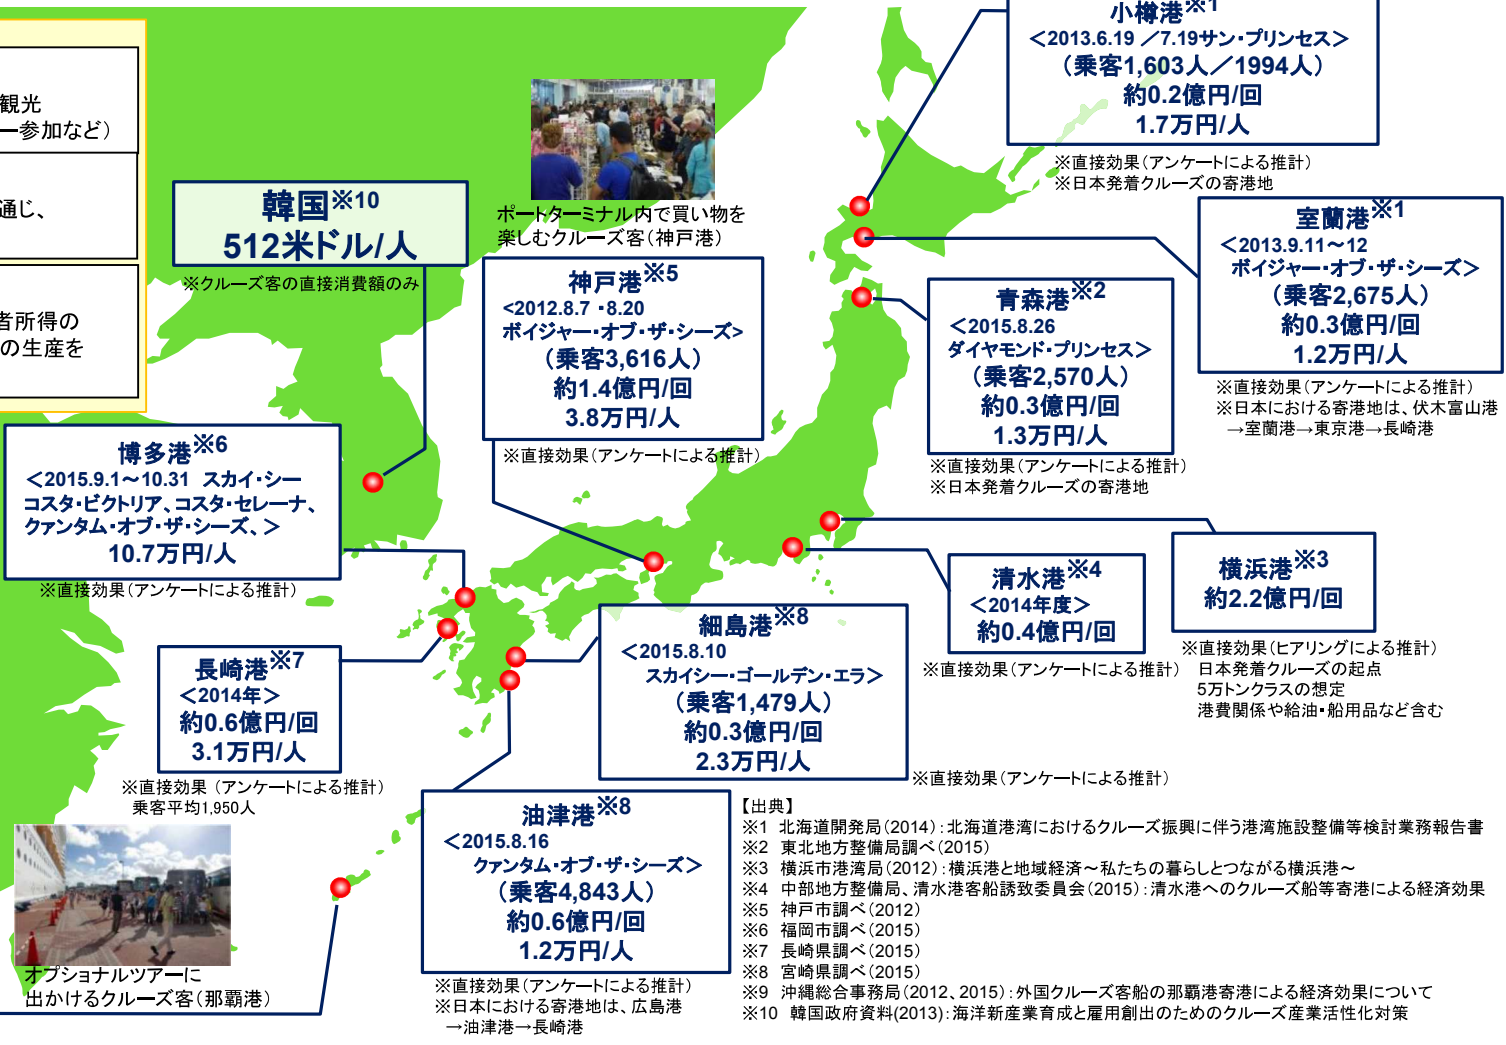 観光
ー参加など）
通じ、
者所得の
の生産を
韓国※10
512米ドル/人
※クルーズ客の直接消費額のみ
ポートターミナル内で買い物を
楽しむクルーズ客（神戸港）
小樽港※1
＜2013.6.19 ／7.19サン・プリンセス＞
（乗客1,603人／1994人）
約0.2億円/回
1.7万円/人
※直接効果（アンケートによる推計）
※日本発着クルーズの寄港地
室蘭港※1
＜2013.9.11～12
ボイジャー・オブ・ザ・シーズ＞
（乗客2,675人）
約0.3億円/回
1.2万円/人
※直接効果（アンケートによる推計）
※日本における寄港地は、伏木富山港
→室蘭港→東京港→長崎港
神戸港※5
<2012.8.7 ・8.20
ボイジャー・オブ・ザ・シーズ>
（乗客3,616人）
約1.4億円/回
3.8万円/人
※直接効果（アンケートによる推計）
青森港※2
＜2015.8.26
ダイヤモンド・プリンセス＞
（乗客2,570人）
約0.3億円/回
1.3万円/人
※直接効果（アンケートによる推計）
※日本発着クルーズの寄港地
博多港※6
＜2015.9.1～10.31 スカイ・シー
コスタ・ビクトリア、コスタ・セレーナ、
クァンタム・オブ・ザ・シーズ、＞
10.7万円/人
※直接効果（アンケートによる推計）
清水港※4
＜2014年度＞
約0.4億円/回
※直接効果（アンケートによる推計）
横浜港※3
約2.2億円/回
※直接効果（ヒアリングによる推計）
日本発着クルーズの起点
5万トンクラスの想定
港費関係や給油・船用品など含む
長崎港※7
＜2014年＞
約0.6億円/回
3.1万円/人
※直接効果（アンケートによる推計）
乗客平均1,950人
細島港※8
＜2015.8.10
スカイシー・ゴールデン・エラ＞
（乗客1,479人）
約0.3億円/回
2.3万円/人
※直接効果（アンケートによる推計）
油津港※8
＜2015.8.16
クァンタム・オブ・ザ・シーズ＞
（乗客4,843人）
約0.6億円/回
1.2万円/人
※直接効果（アンケートによる推計）
※日本における寄港地は、広島港
→油津港→長崎港
オプショナルツアーに
出かけるクルーズ客（那覇港）
【出典】
※1 北海道開発局（2014）：北海道港湾におけるクルーズ振興に伴う港湾施設整備等検討業務報告書
※2 東北地方整備局調べ（2015）
※3 横浜市港湾局（2012）：横浜港と地域経済～私たちの暮らしとつながる横浜港～
※4 中部地方整備局、清水港客船誘致委員会（2015）：清水港へのクルーズ船等寄港による経済効果
※5 神戸市調べ（2012）
※6 福岡市調べ（2015）
※7 長崎県調べ（2015）
※8 宮崎県調べ（2015）
※9 沖縄総合事務局（2012、2015）：外国クルーズ客船の那覇港寄港による経済効果について
※10 韓国政府資料(2013)：海洋新産業育成と雇用創出のためのクルーズ産業活性化対策